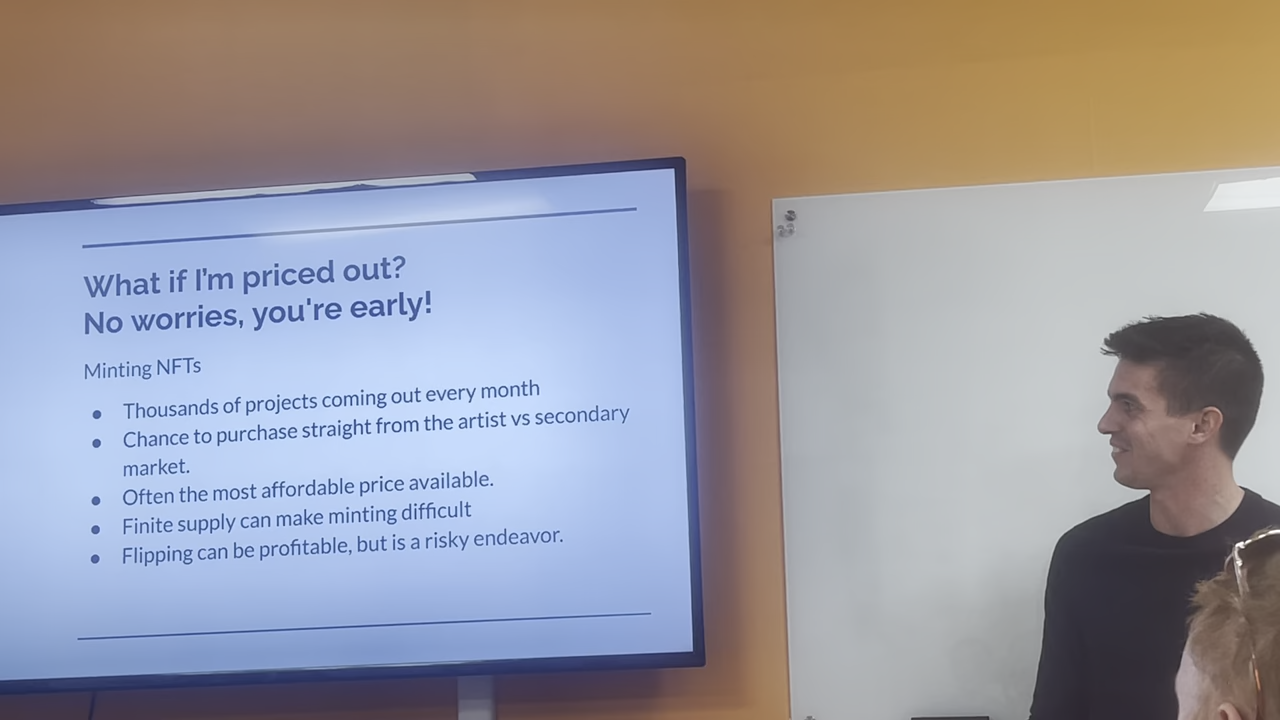 What if I'm priced out?
No worries, you're early!
Minting NFTs
● Thousands of projects coming out every month
● Chance to purchase straight from the artist vs secondary
market.
● Often the most affordable price available.
● Finite supply can make minting difficult
● Flipping can be profitable, but is a risky endeavor.